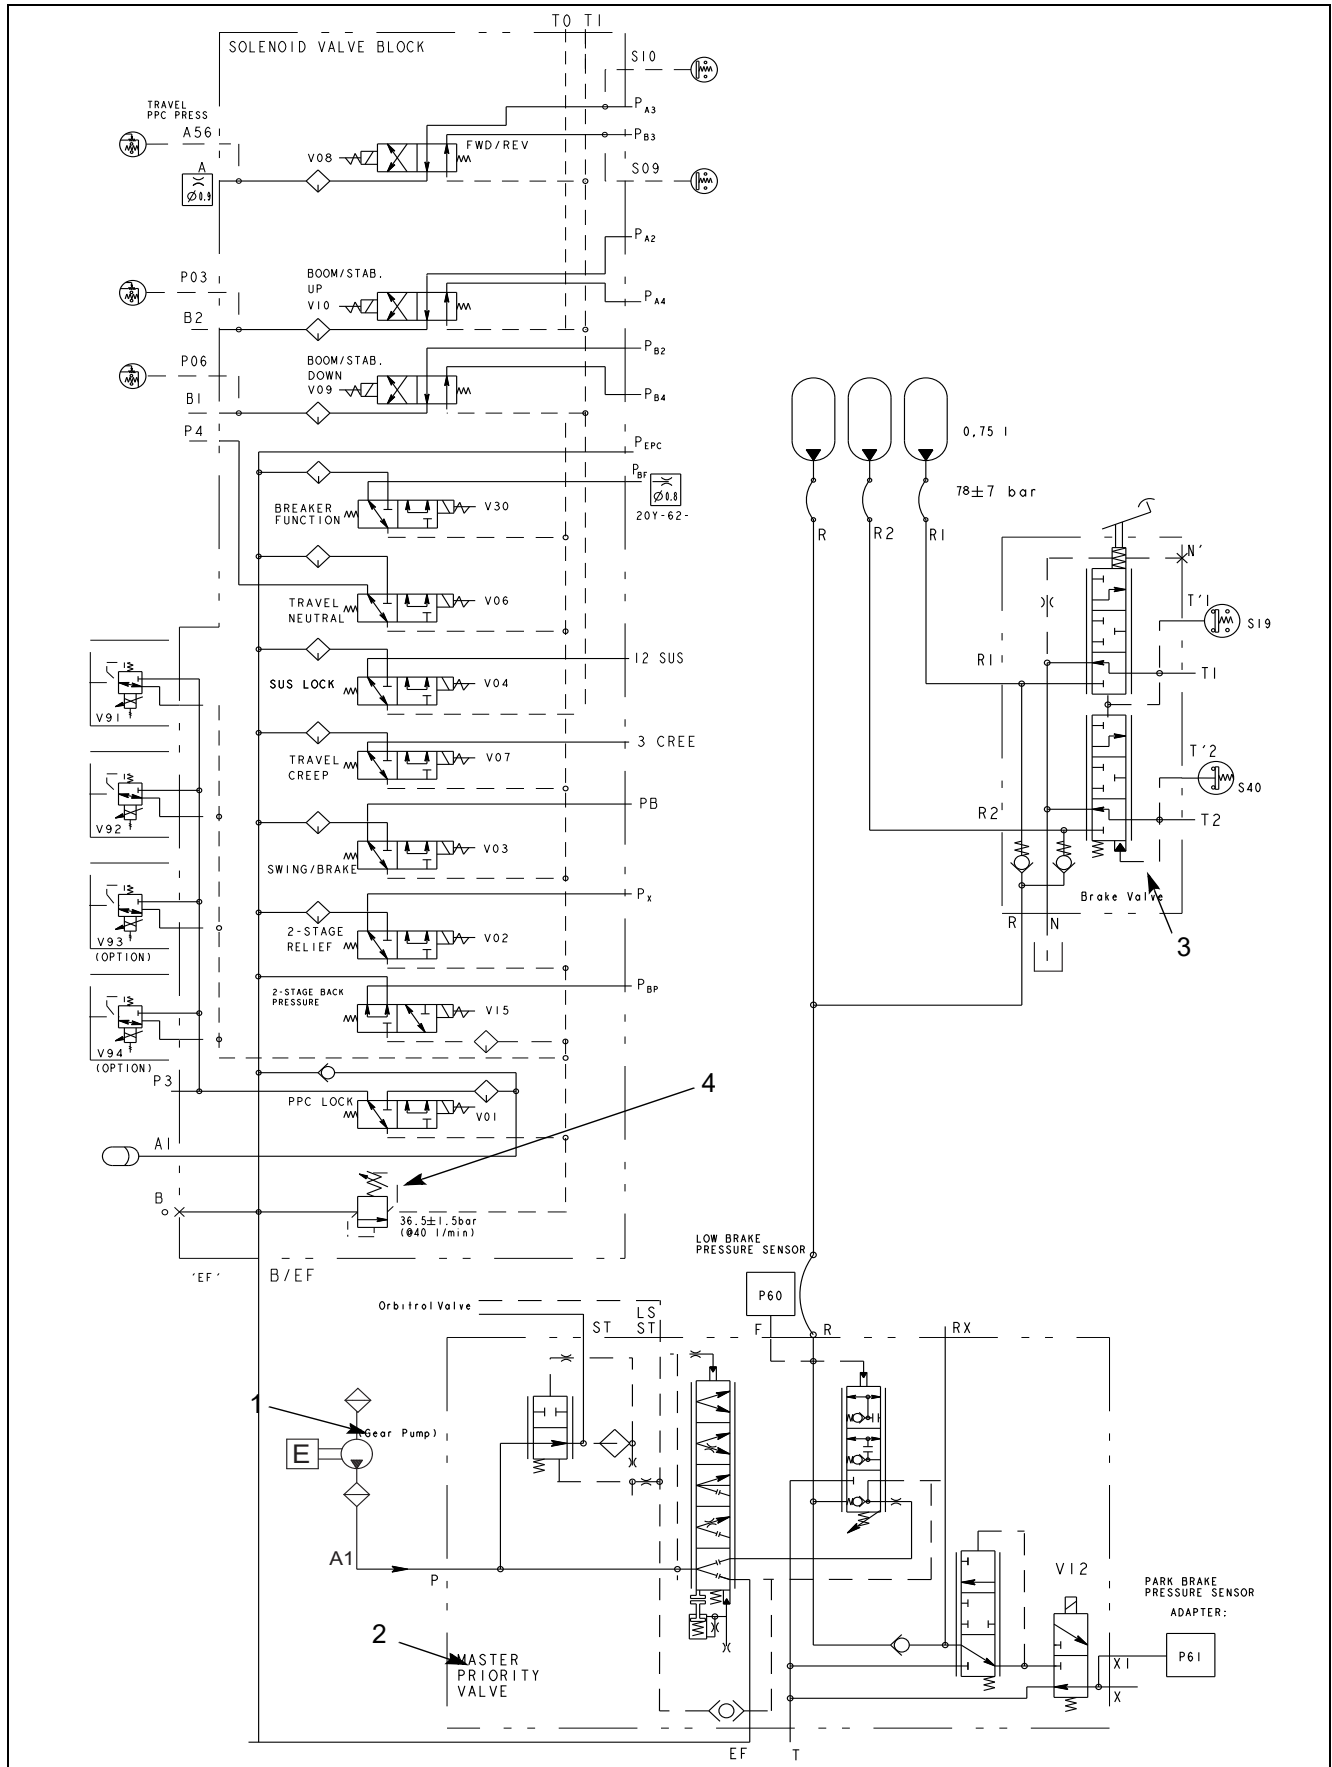 T0 T1
SOLENOID VALVE BLOCK
S10
TRAVEL
PPC PRESS
A56
PA3
PB3
FWD/REV
V08
A
Ø0.9
S09
PA2
P03
BOOM/STAB.
UP
V10
PA4
B2
PB2
P06
BOOM/STAB.
DOWN
V09
PB4
B1
P4
PEPC
PBF
Ø0.8
20Y-62-
BREAKER
FUNCTION
V30
TRAVEL
NEUTRAL
V06
12 SUS
SUS LOCK
V04
V91
3 CREE
TRAVEL
CREEP
V07
V92
PB
SWING/BRAKE
V03
PX
2-STAGE
RELIEF
V02
V93
(OPTION)
PBP
2-STAGE BACK
PRESSURE
V15
V94
(OPTION)
P3
PPC LOCK
V01
4
A1
B
36.5±1.5bar
(@40 l/min)
'EF'
B/EF
0,75 l
78±7 bar
R
R2
R1
N'
T'1
S19
R1
T1
T'2
S40
R2
T2
Brake Valve
R
N
3
LOW BRAKE
PRESSURE SENSOR
P60
Orbitrol Valve
ST
LS
ST
F
R
RX
1
(Gear Pump)
E
A1
P
2
MASTER
PRIORITY
VALVE
V12
PARK BRAKE
PRESSURE SENSOR
ADAPTER:
P61
X1
X
EF
T